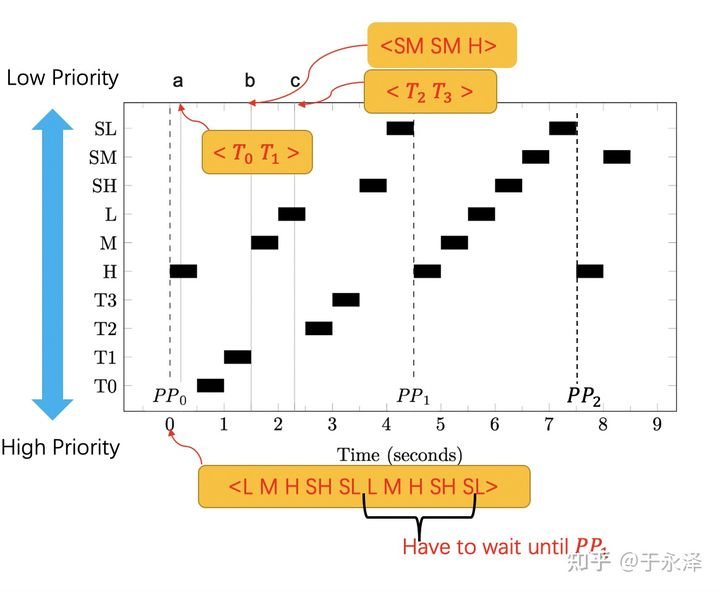 <SM SM H>
Low Priority
a
b
c
< T₂ T₃ >
SL
SM
SH
L
M
H
T3
T2
T1
T0
< T₀ T₁ >
PP₀
PP₁
PP₂
0 1 2 3 4 5 6 7 8 9
High Priority
Time (seconds)
<L M H SH SL L M H SH SL>
Have to wait until PP₁
知乎 @于永泽